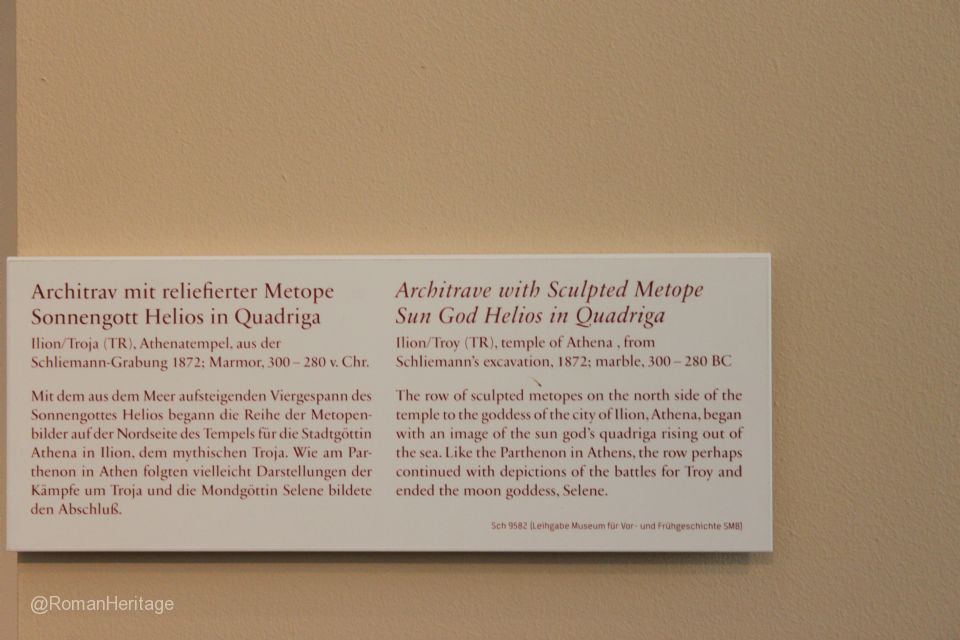 Architrav mit reliefierter Metope
Sonnengott Helios in Quadriga
Ilion/Troja (TR), Athenatempel, aus der
Schliemann-Grabung 1872; Marmor, 300 – 280 v. Chr.
Mit dem aus dem Meer aufsteigenden Viergespann des
Sonnengottes Helios begann die Reihe der Metopen-
bilder auf der Nordseite des Tempels für die Stadtgöttin
Athena in Ilion, dem mythischen Troja. Wie am Par-
thenon in Athen folgten vielleicht Darstellungen der
Kämpfe um Troja und die Mondgöttin Selene bildete
den Abschluß.
Architrave with Sculpted Metope
Sun God Helios in Quadriga
Ilion/Troy (TR), temple of Athena , from
Schliemann's excavation, 1872; marble, 300 – 280 BC
The row of sculpted metopes on the north side of the
temple to the goddess of the city of Ilion, Athena, began
with an image of the sun god's quadriga rising out of
the sea. Like the Parthenon in Athens, the row perhaps
continued with depictions of the battles for Troy and
ended the moon goddess, Selene.
Sch 9582 (Leihgabe Museum für Vor- und Frühgeschichte SMB)
@RomanHeritage